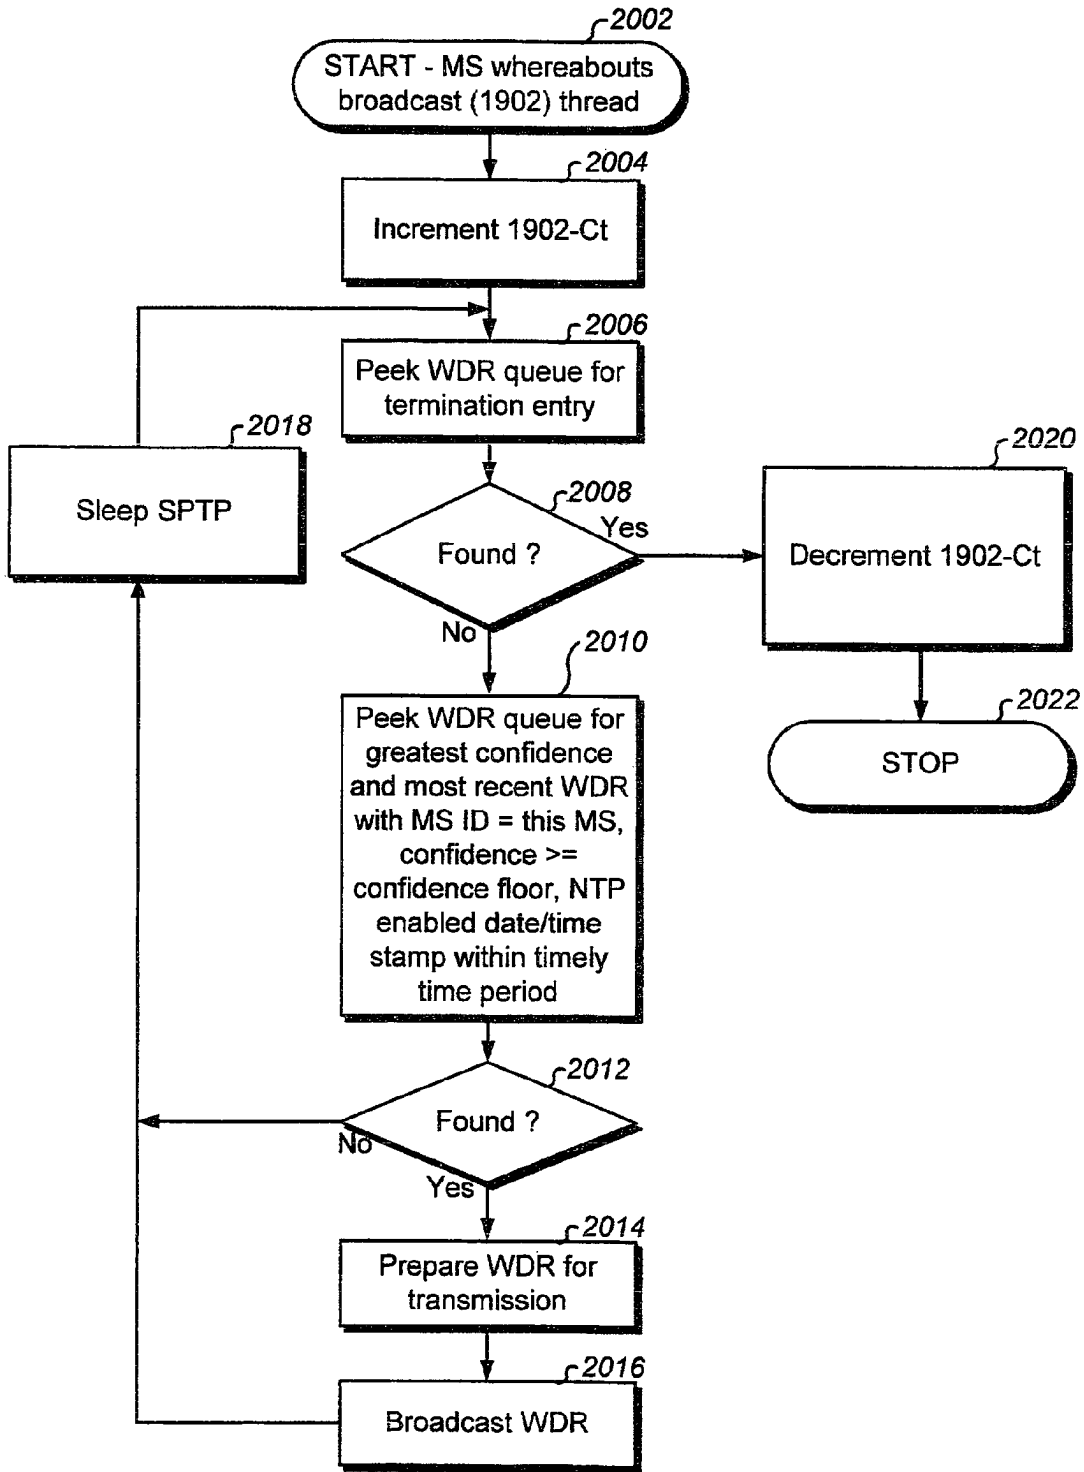 2002
START - MS whereabouts
broadcast (1902) thread
2004
Increment 1902-Ct
2006
Peek WDR queue for
termination entry
2018
Sleep SPTP
2008
Found ?
Yes
No
2020
Decrement 1902-Ct
2022
STOP
2010
Peek WDR queue for
greatest confidence
and most recent WDR
with MS ID = this MS,
confidence >=
confidence floor, NTP
enabled date/time
stamp within timely
time period
2012
Found ?
No
Yes
2014
Prepare WDR for
transmission
2016
Broadcast WDR